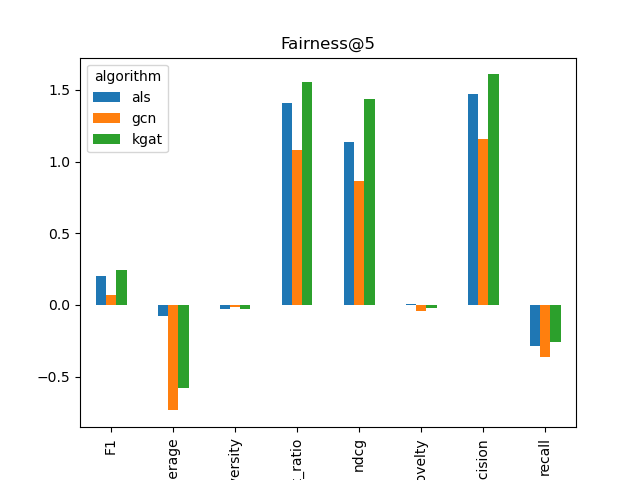 Fairness@5
algorithm
als
gcn
kgat
1.5
1.0
0.5
0.0
−0.5
F1
erage
ersity
_ratio
ndcg
ovelty
cision
recall